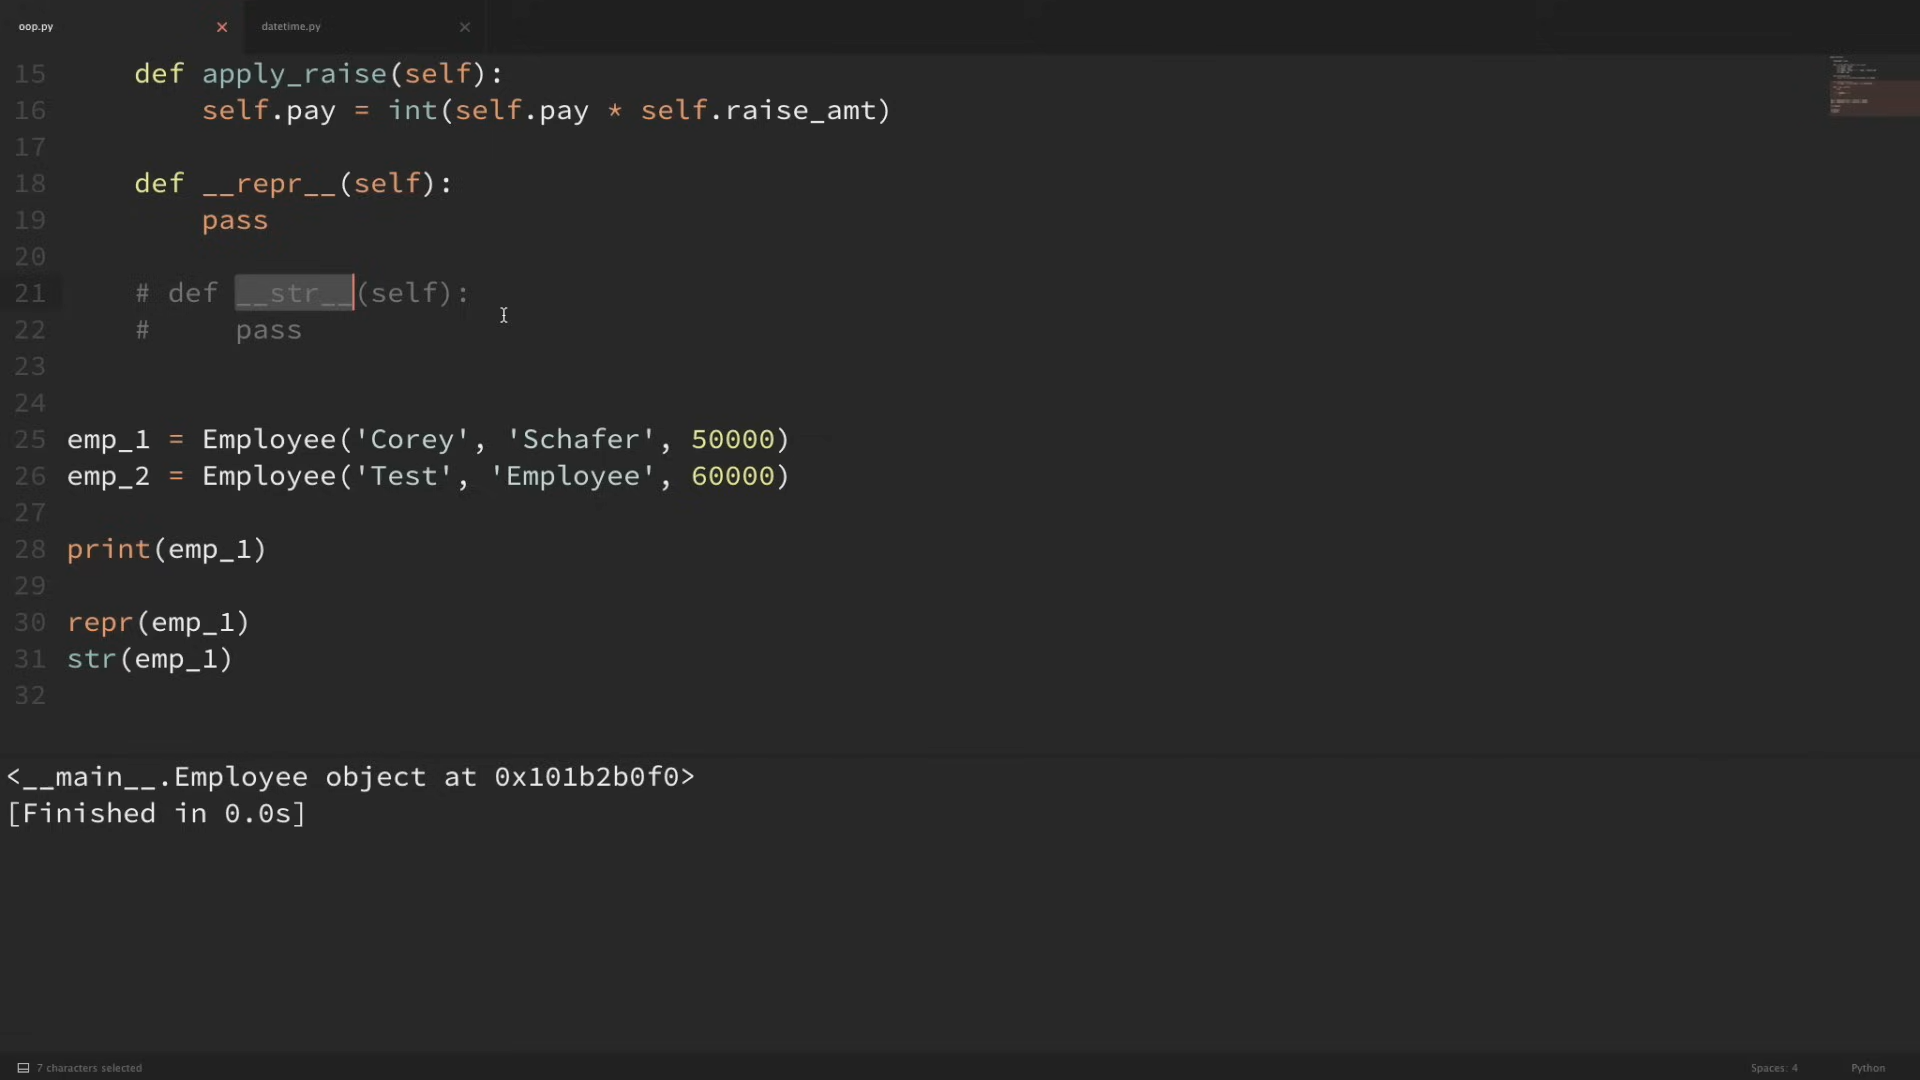 oop.py
datetime.py
15     def apply_raise(self):
16         self.pay = int(self.pay * self.raise_amt)
17
18     def __repr__(self):
19         pass
20
21     # def __str__(self):
22     #     pass
23
24
25 emp_1 = Employee('Corey', 'Schafer', 50000)
26 emp_2 = Employee('Test', 'Employee', 60000)
27
28 print(emp_1)
29
30 repr(emp_1)
31 str(emp_1)
32
<__main__.Employee object at 0x101b2b0f0>
[Finished in 0.0s]
7 characters selected
Spaces: 4
Python